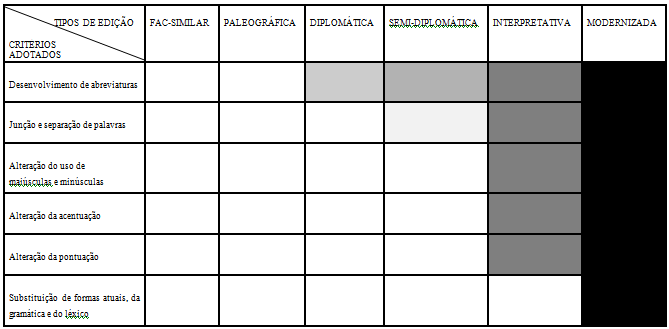 TIPOS DE EDIÇÃO
CRITERIOS
ADOTADOS
FAC-SIMILAR
PALEOGRÁFICA
DIPLOMÁTICA
SEMI-DIPLOMÁTICA
INTERPRETATIVA
MODERNIZADA
Desenvolvimento de abreviaturas
Junção e separação de palavras
Alteração do uso de
maiúsculas e minúsculas
Alteração da acentuação
Alteração da pontuação
Substituição de formas atuais, da
gramática e do léxico